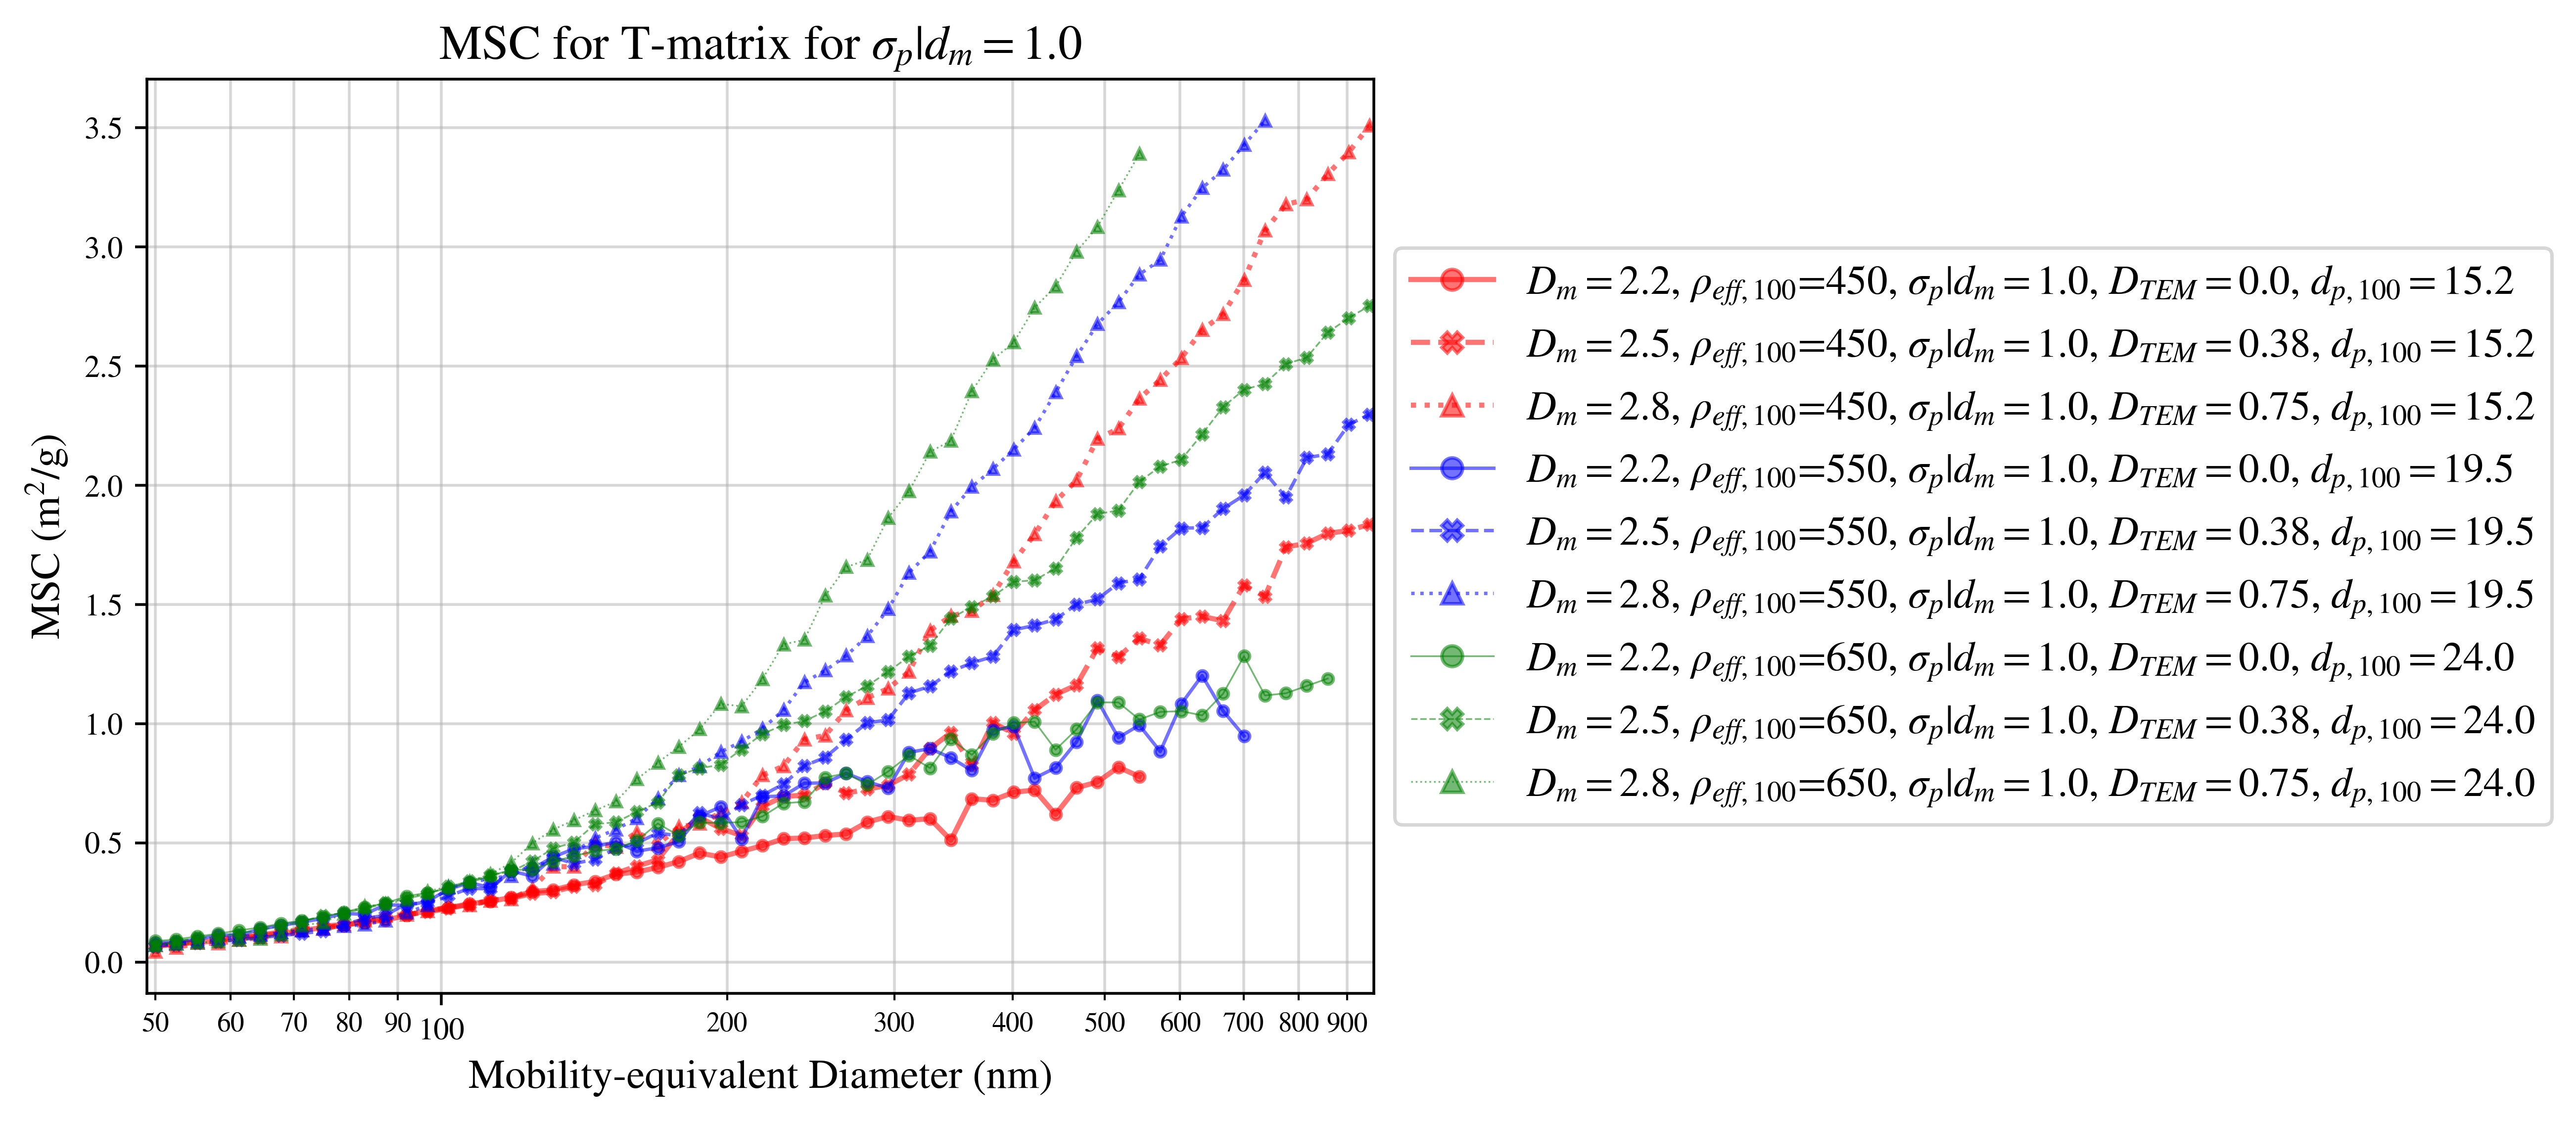 MSC for T-matrix for σp|dm = 1.0
MSC (m²/g)
3.5
3.0
2.5
2.0
1.5
1.0
0.5
0.0
50 60 70 80 90 100 200 300 400 500 600 700 800 900
Mobility-equivalent Diameter (nm)
Dm = 2.2, ρeff, 100=450, σp|dm = 1.0, DTEM = 0.0, dp, 100 = 15.2
Dm = 2.5, ρeff, 100=450, σp|dm = 1.0, DTEM = 0.38, dp, 100 = 15.2
Dm = 2.8, ρeff, 100=450, σp|dm = 1.0, DTEM = 0.75, dp, 100 = 15.2
Dm = 2.2, ρeff, 100=550, σp|dm = 1.0, DTEM = 0.0, dp, 100 = 19.5
Dm = 2.5, ρeff, 100=550, σp|dm = 1.0, DTEM = 0.38, dp, 100 = 19.5
Dm = 2.8, ρeff, 100=550, σp|dm = 1.0, DTEM = 0.75, dp, 100 = 19.5
Dm = 2.2, ρeff, 100=650, σp|dm = 1.0, DTEM = 0.0, dp, 100 = 24.0
Dm = 2.5, ρeff, 100=650, σp|dm = 1.0, DTEM = 0.38, dp, 100 = 24.0
Dm = 2.8, ρeff, 100=650, σp|dm = 1.0, DTEM = 0.75, dp, 100 = 24.0